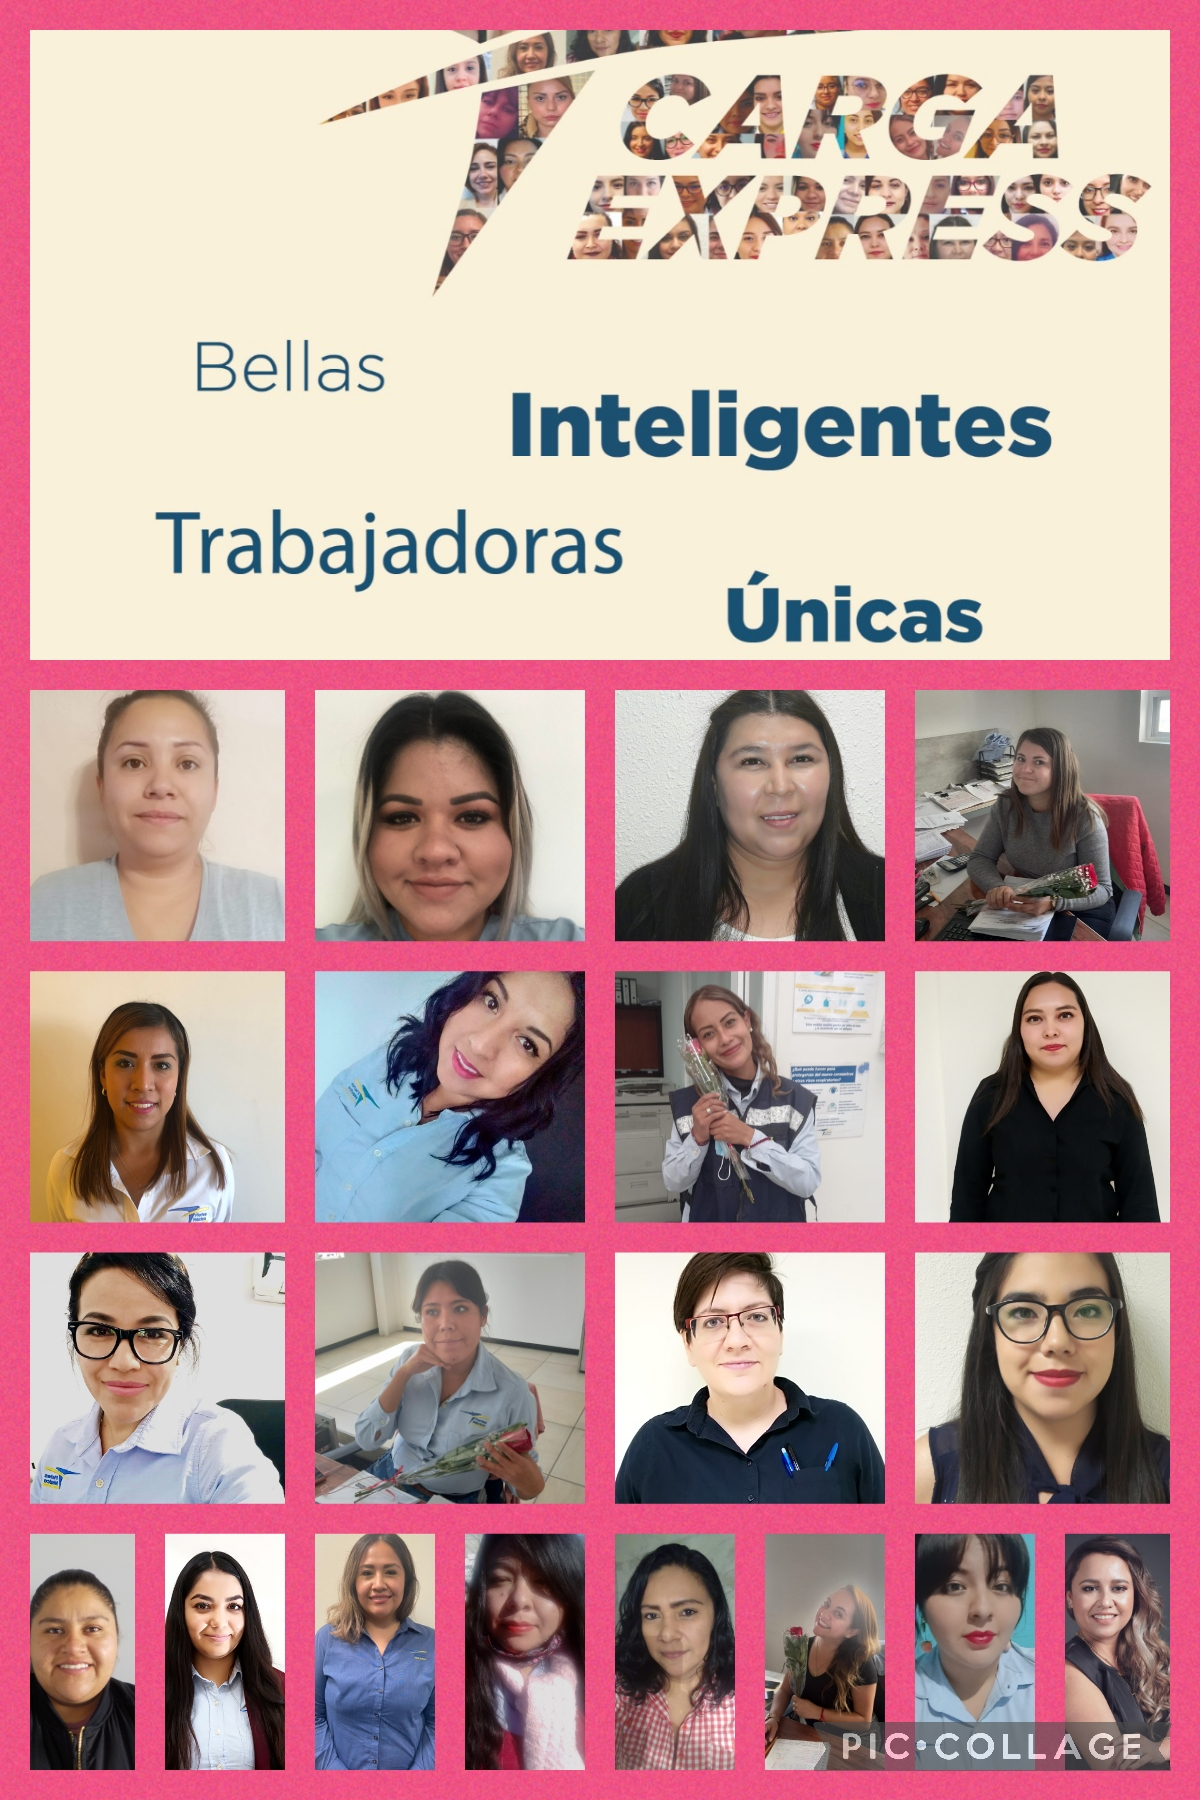 CARGA
EXPRESS
Bellas
Inteligentes
Trabajadoras
Únicas
PIC·COLLAGE